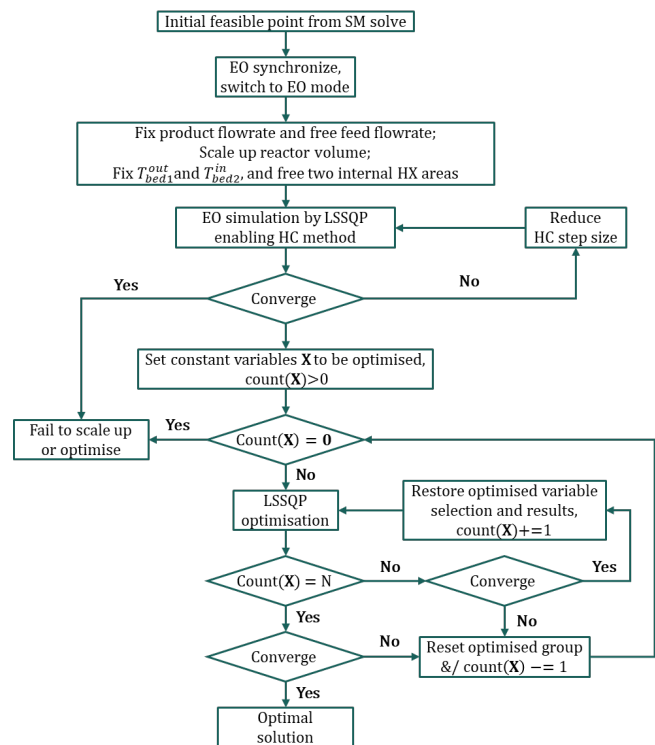 Initial feasible point from SM solve
EO synchronize,
switch to EO mode
Fix product flowrate and free feed flowrate;
Scale up reactor volume;
Fix T_{bed1}^{out} and T_{bed2}^{in}, and free two internal HX areas
EO simulation by LSSQP
enabling HC method
Reduce
HC step size
Yes
Converge
No
Set constant variables X to be optimised,
count(X)>0
Fail to scale up
or optimise
Yes
Count(X) = 0
No
LSSQP
optimisation
Restore optimised variable
selection and results,
count(X)+=1
Count(X) = N
No
Converge
Yes
Yes
No
Converge
No
Reset optimised group
&/ count(X) −= 1
Yes
Optimal
solution